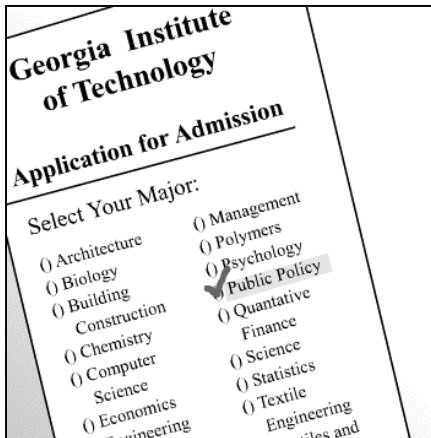 Georgia Institute
of Technology
Application for Admission
Select Your Major:
() Architecture
() Biology
() Building
Construction
() Chemistry
() Computer
Science
() Economics
() Management
() Polymers
() Psychology
) Public Policy
() Quantative
Finance
() Science
() Statistics
() Textile
Engineering
and